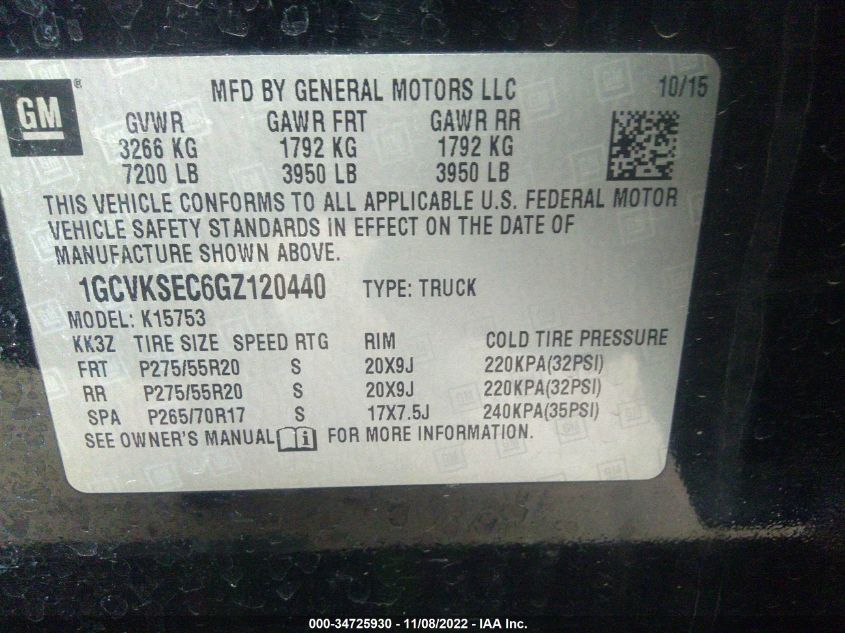 GM ® MFD BY GENERAL MOTORS LLC 10/15
GVWR GAWR FRT GAWR RR
3266 KG 1792 KG 1792 KG
7200 LB 3950 LB 3950 LB
THIS VEHICLE CONFORMS TO ALL APPLICABLE U.S. FEDERAL MOTOR
VEHICLE SAFETY STANDARDS IN EFFECT ON THE DATE OF
MANUFACTURE SHOWN ABOVE.
1GCVKSEC6GZ120440 TYPE: TRUCK
MODEL: K15753
KK3Z TIRE SIZE SPEED RTG RIM COLD TIRE PRESSURE
FRT P275/55R20 S 20X9J 220KPA(32PSI)
RR P275/55R20 S 20X9J 220KPA(32PSI)
SPA P265/70R17 S 17X7.5J 240KPA(35PSI)
SEE OWNER'S MANUAL i FOR MORE INFORMATION.
000-34725930 - 11/08/2022 - IAA Inc.